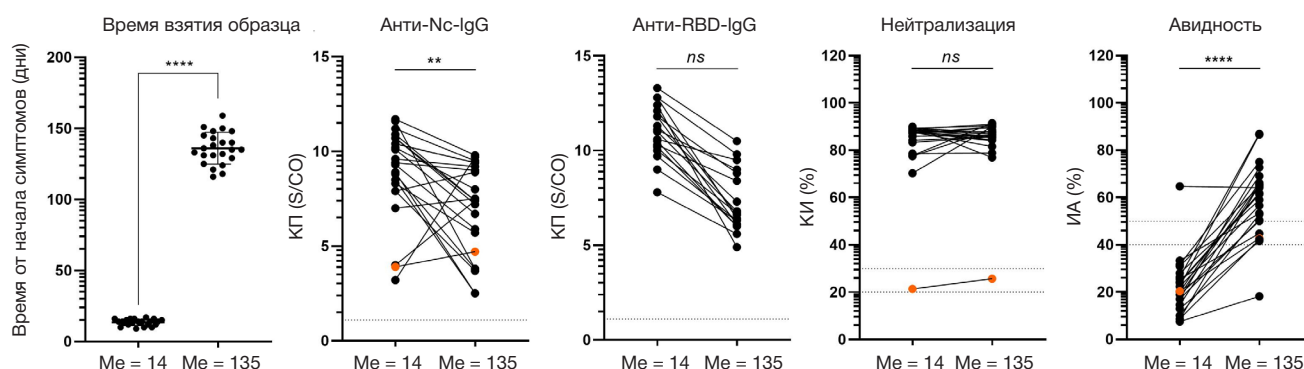 Время взятия образца
Время от начала симптомов (дни)
200
150
100
50
0
****
Me = 14 Me = 135
Анти-Nc-IgG
КП (S/CO)
15
10
5
0
**
Me = 14 Me = 135
Анти-RBD-IgG
КП (S/CO)
15
10
5
0
ns
Me = 14 Me = 135
Нейтрализация
КИ (%)
120
100
80
60
40
20
0
ns
Me = 14 Me = 135
Авидность
ИА (%)
120
100
80
60
40
20
0
****
Me = 14 Me = 135